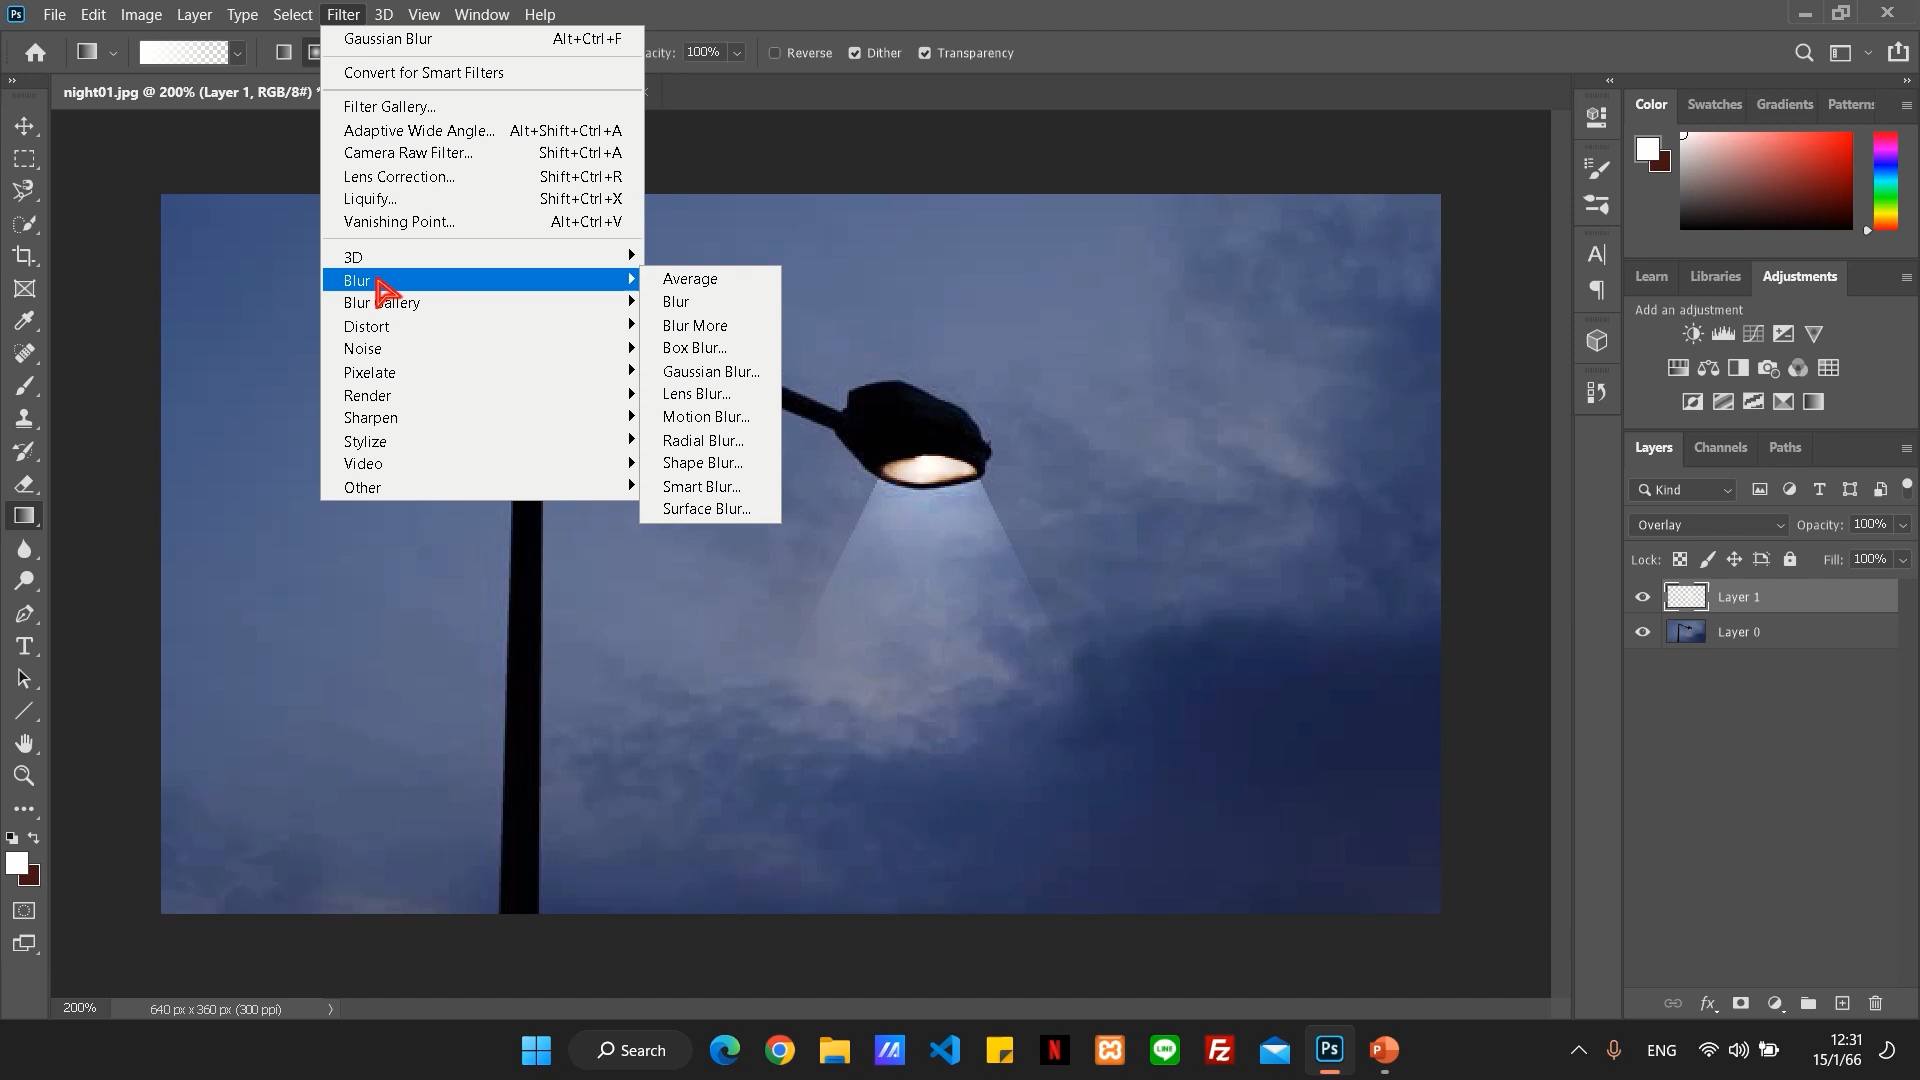 Ps File Edit Image Layer Type Select Filter 3D View Window Help
acity: 100% Reverse Dither Transparency
night01.jpg @ 200% (Layer 1, RGB/8#) *
Gaussian Blur Alt+Ctrl+F
Convert for Smart Filters
Filter Gallery...
Adaptive Wide Angle... Alt+Shift+Ctrl+A
Camera Raw Filter... Shift+Ctrl+A
Lens Correction... Shift+Ctrl+R
Liquify... Shift+Ctrl+X
Vanishing Point... Alt+Ctrl+V
3D
Blur
Blur Gallery
Distort
Noise
Pixelate
Render
Sharpen
Stylize
Video
Other
Average
Blur
Blur More
Box Blur...
Gaussian Blur...
Lens Blur...
Motion Blur...
Radial Blur...
Shape Blur...
Smart Blur...
Surface Blur...
Color Swatches Gradients Patterns
Learn Libraries Adjustments
Add an adjustment
Layers Channels Paths
Kind
Overlay Opacity: 100%
Lock: Fill: 100%
Layer 1
Layer 0
fx
200% 640 px x 360 px (300 ppi)
Search
LINE
Fz
Ps
P
ENG
12:31
15/1/66